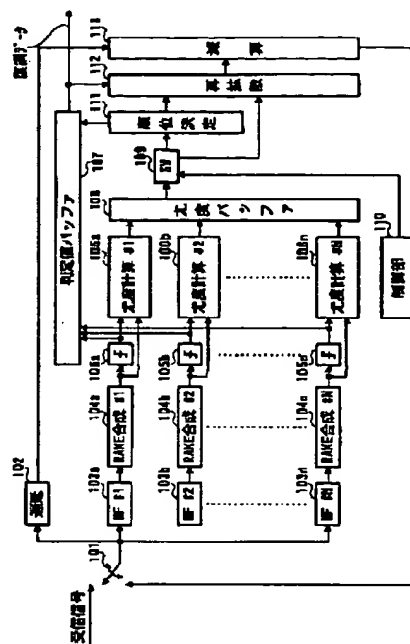 受信信号
101
遅延
102
103a
MF #1
103b
MF #2
103n
MF #N
104a
RAKE合成 #1
104b
RAKE合成 #2
RAKE合成 #N
105a
105b
判定値バッファ
107
106a
尤度計算 #1
尤度計算 #2
106n
尤度計算 #N
108
尤度バッファ
109
SW
制御部
110
111
順位決定
112
再拡散
113
減算
復調データ